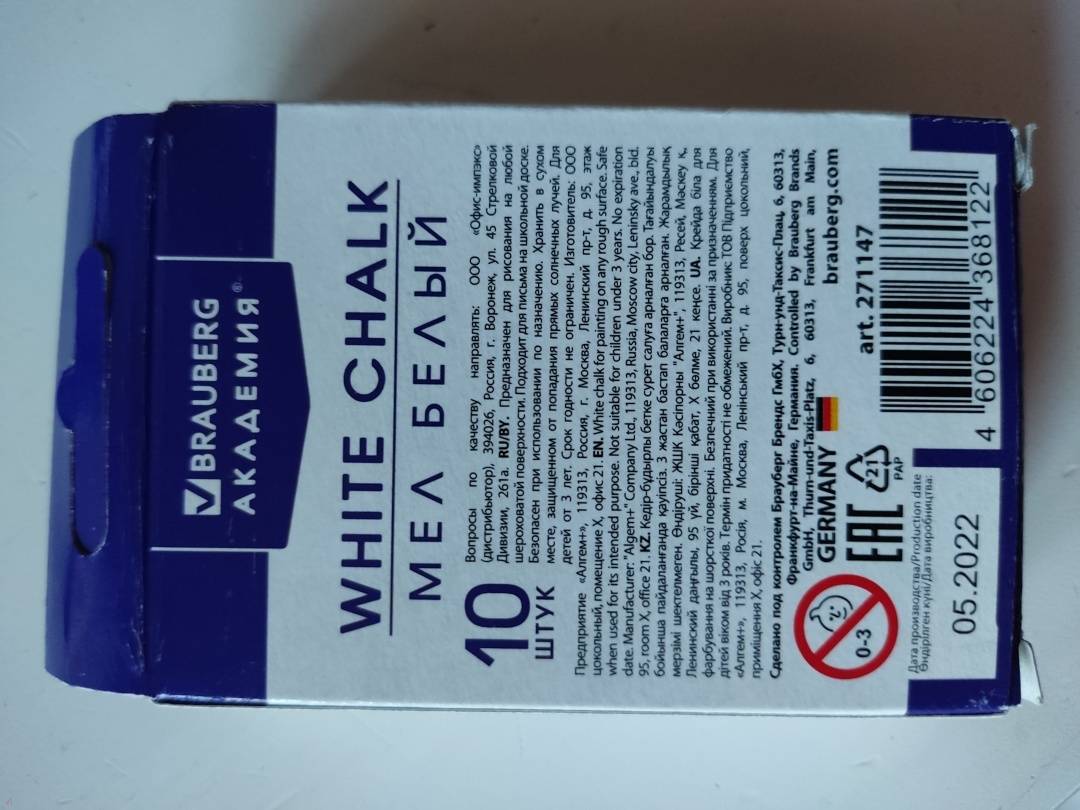 BRAUBERG
АКАДЕМИЯ®
WHITE CHALK
МЕЛ БЕЛЫЙ
10
ШТУК
Вопросы по качеству направлять: ООО «Офис-импэкс»
(дистрибьютор), 394026, Россия, г. Воронеж, ул. 45 Стрелковой
Дивизии, 261а. RU/BY. Предназначен для рисования на любой
шероховатой поверхности. Подходит для письма на школьной доске.
Безопасен при использовании по назначению. Хранить в сухом
месте, защищенном от попадания прямых солнечных лучей. Для
детей от 3 лет. Срок годности не ограничен. Изготовитель: ООО
Предприятие «Алгем+», 119313, Россия, г. Москва, Ленинский пр-т, д. 95, этаж
цокольный, помещение X, офис 21. EN. White chalk for painting on any rough surface. Safe
when used for its intended purpose. Not suitable for children under 3 years. No expiration
date. Manufacturer: "Algem+" Company Ltd., 119313, Russia, Moscow city, Leninsky ave., bld.
95, room X, office 21. KZ. Кедір-бұдырлы бетке сурет салуға арналған бор. Тағайындалуы
бойынша пайдаланғанда қауіпсіз. 3 жастан бастап балаларға арналған. Жарамдылық
мерзімі шектелмеген. Өндіруші: ЖШК Кәсіпорны "Алгем+", 119313, Ресей, Мәскеу қ.,
Ленинский даңғылы, 95 үй, бірінші қабат, X бөлме, 21 кеңсе. UA. Крейда біла для
фарбування на шорсткої поверхні. Безпечний при використанні за призначенням. Для
дітей віком від 3 років. Термін придатності не обмежений. Виробник: ТОВ Підприємство
«Алгем+», 119313, Росія, м. Москва, Ленінський пр-т, д. 95, поверх цокольний,
приміщення X, офіс 21.
Сделано под контролем Брауберг Брендс ГмбХ, Турн-унд-Таксис-Плац, 6, 60313,
Франкфурт-на-Майне, Германия. Controlled by Brauberg Brands
GmbH, Thurn-und-Taxis-Platz, 6, 60313, Frankfurt am Main,
GERMANY
brauberg.com
0-3
EAC
21
PAP
art. 271147
4 606224 368122
Дата производства/Production date
Өндірілген күні/Дата виробництва:
05.2022